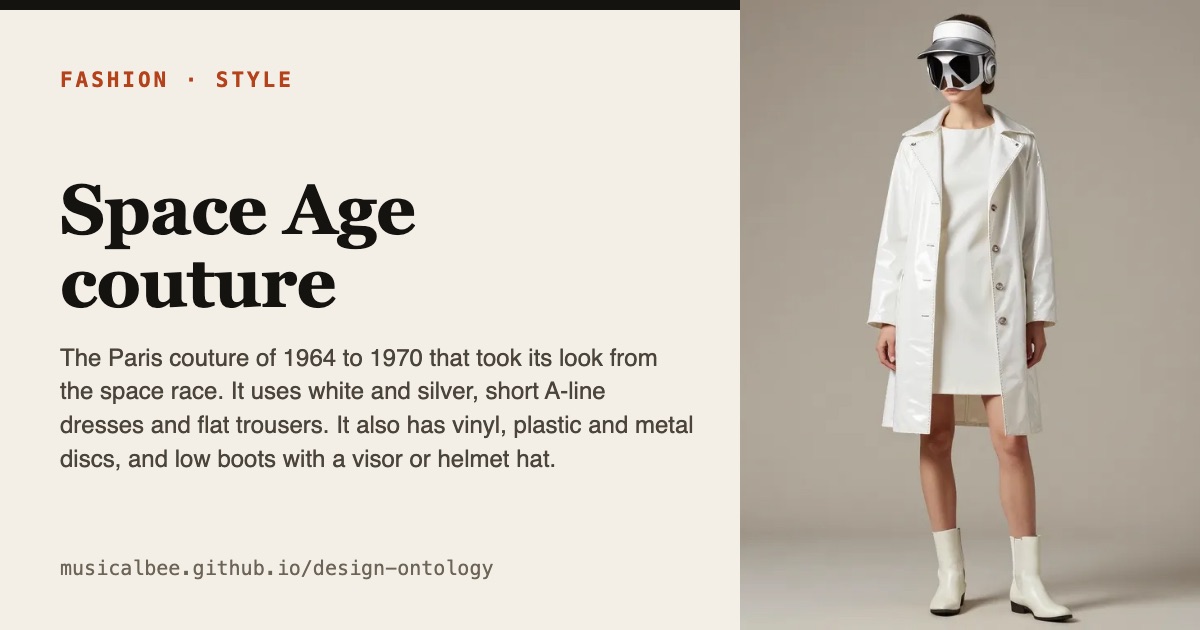 FASHION · STYLE
Space Age
couture
The Paris couture of 1964 to 1970 that took its look from
the space race. It uses white and silver, short A-line
dresses and flat trousers. It also has vinyl, plastic and metal
discs, and low boots with a visor or helmet hat.
musicalbee.github.io/design-ontology